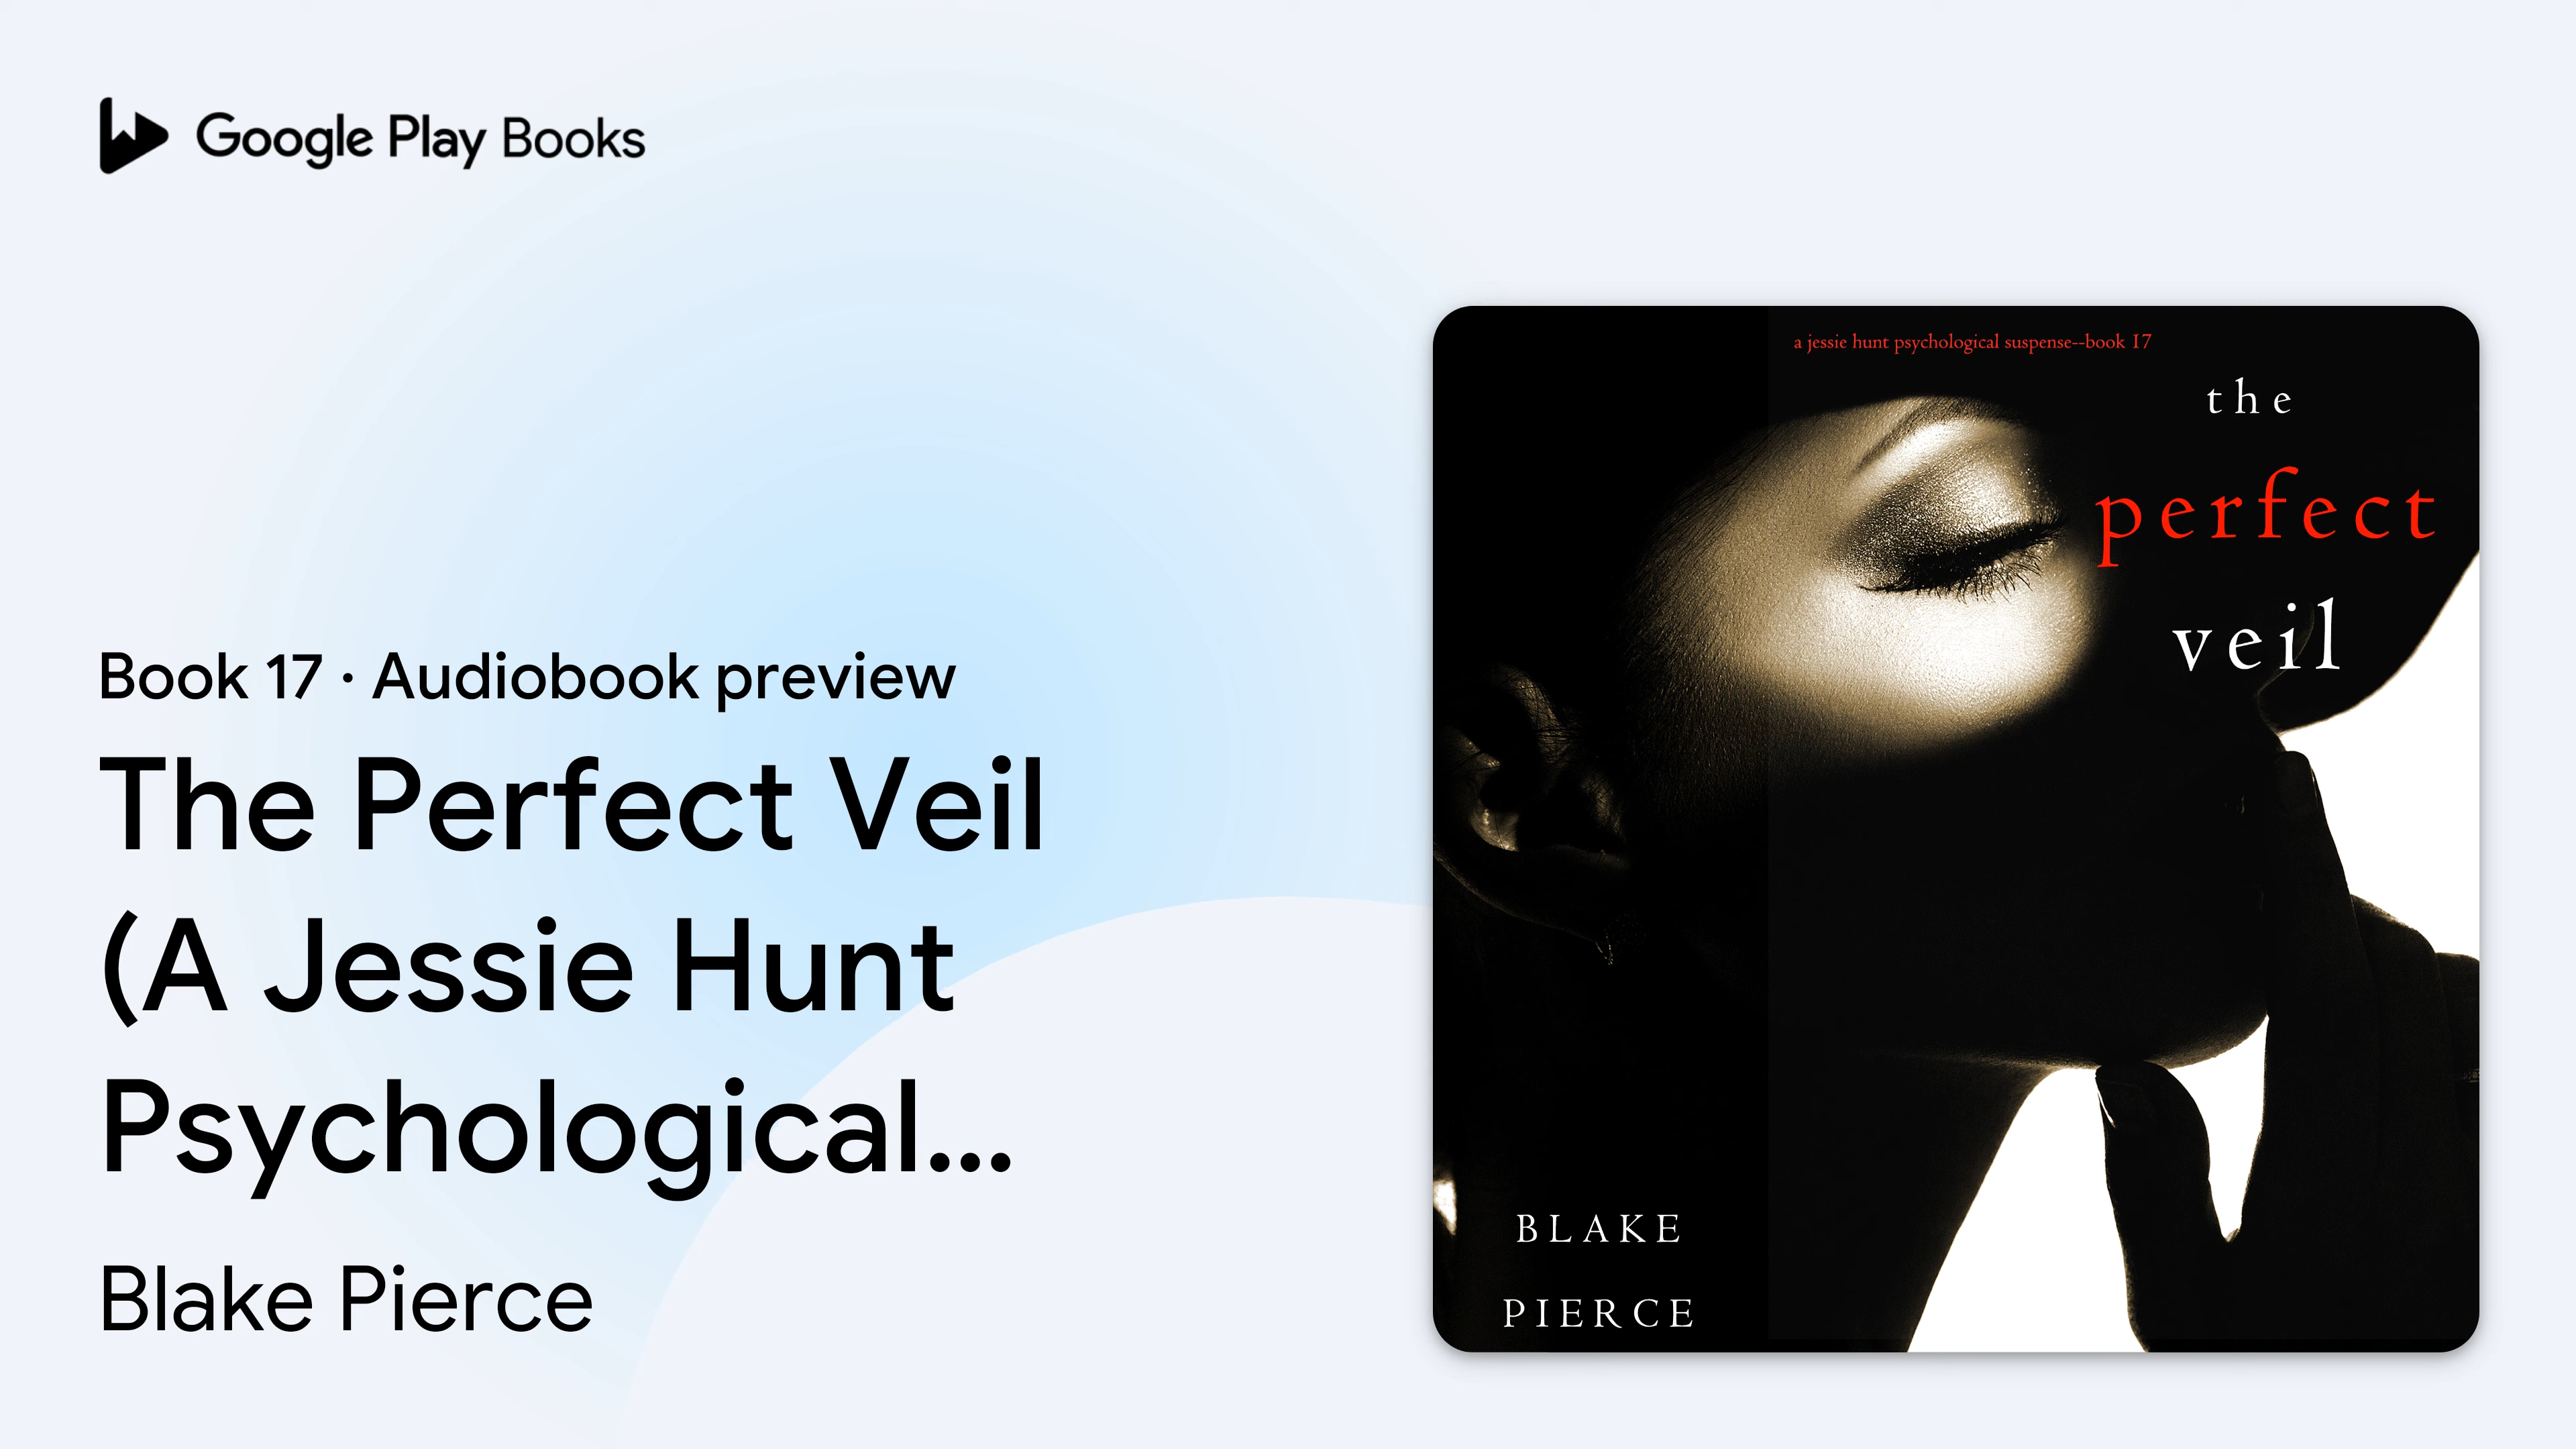 Google Play Books
Book 17 · Audiobook preview
The Perfect Veil
(A Jessie Hunt
Psychological...
Blake Pierce
a jessie hunt psychological suspense--book 17
the
perfect
veil
BLAKE
PIERCE